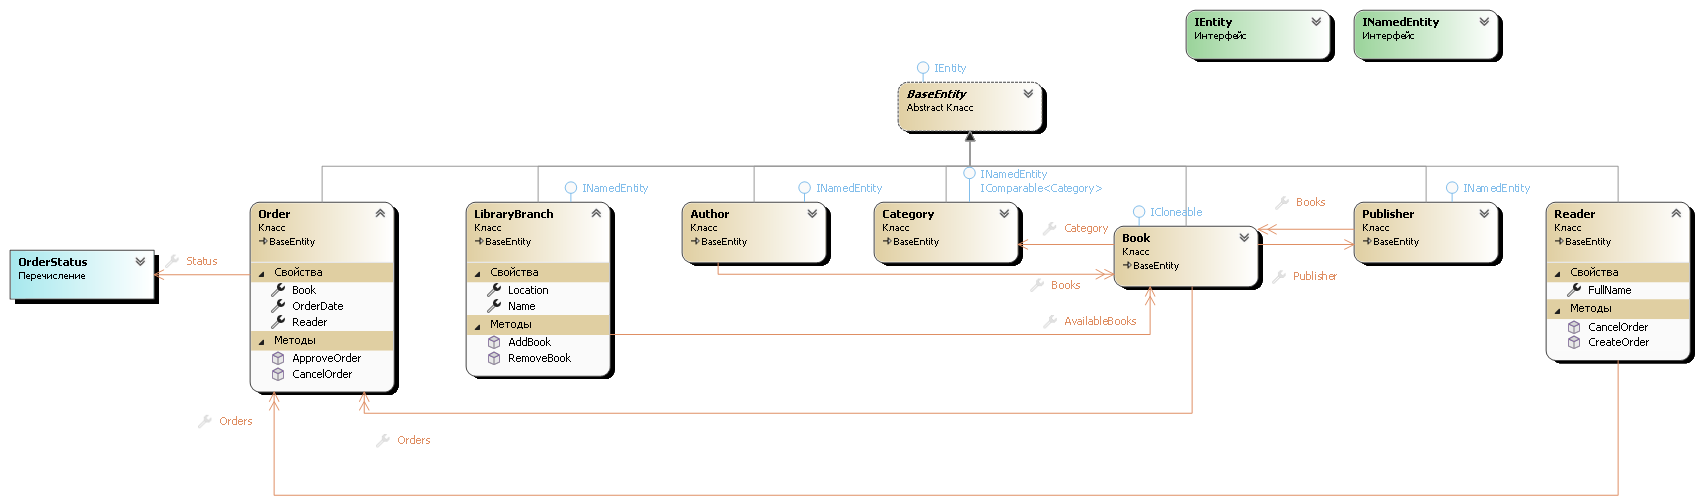 IEntity
Интерфейс
INamedEntity
Интерфейс
IEntity
BaseEntity
Abstract Класс
OrderStatus
Перечисление
Status
Order
Класс
BaseEntity
Свойства
Book
OrderDate
Reader
Методы
ApproveOrder
CancelOrder
INamedEntity
LibraryBranch
Класс
BaseEntity
Свойства
Location
Name
Методы
AddBook
RemoveBook
INamedEntity
Author
Класс
BaseEntity
INamedEntity
IComparable<Category>
Category
Класс
BaseEntity
Category
Books
AvailableBooks
ICloneable
Book
Класс
BaseEntity
Books
Publisher
INamedEntity
Publisher
Класс
BaseEntity
Reader
Класс
BaseEntity
Свойства
FullName
Методы
CancelOrder
CreateOrder
Orders
Orders